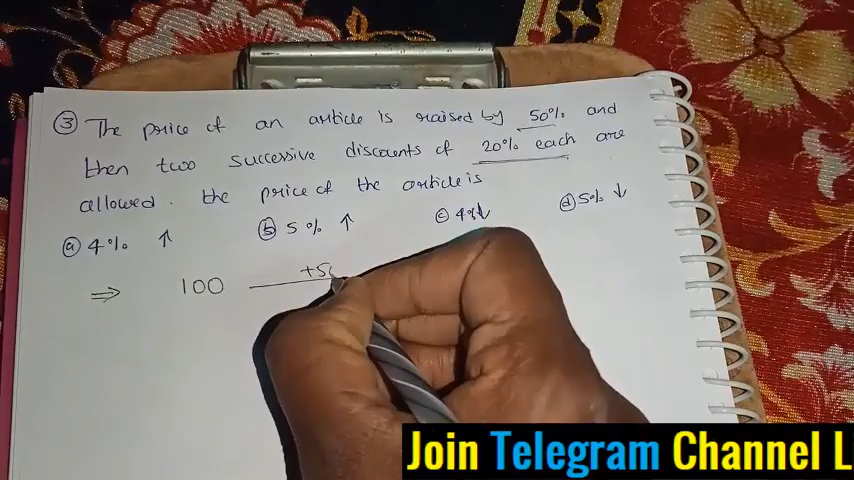 ③ The price of an article is raised by 50% and
then two successive discounts of 20% each are
allowed. the price of the article is
ⓐ 4% ↑ ⓑ 5% ↑ ⓒ 4%↓ ⓓ 5% ↓
⇒ 100 +50
Join Telegram Channel L